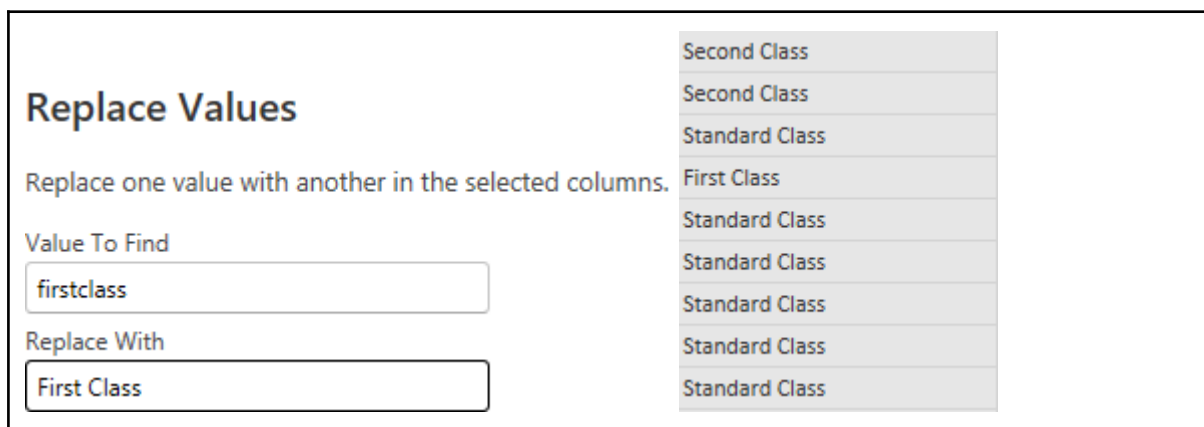 Replace Values
Replace one value with another in the selected columns.
Value To Find
firstclass
Replace With
First Class
Second Class
Second Class
Standard Class
First Class
Standard Class
Standard Class
Standard Class
Standard Class
Standard Class